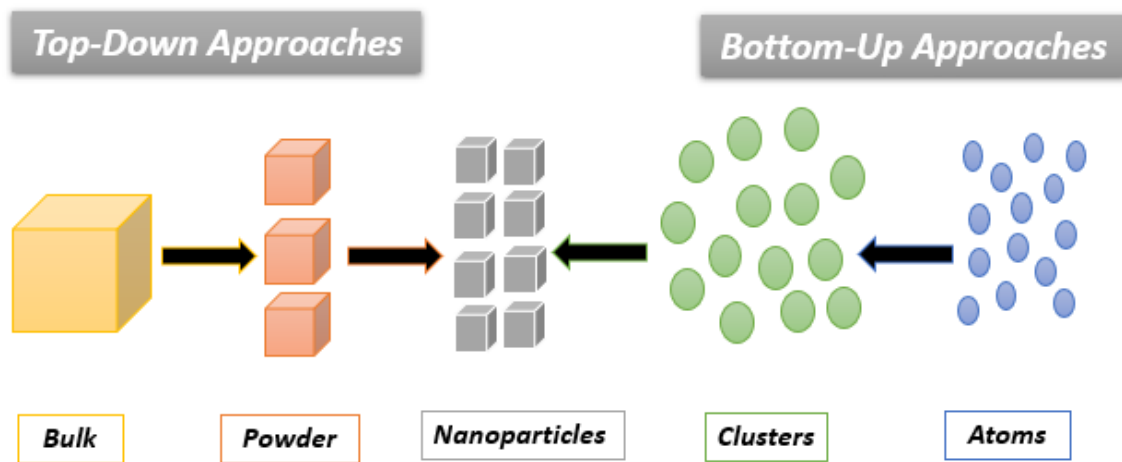 Top-Down Approaches
Bottom-Up Approaches
Bulk
Powder
Nanoparticles
Clusters
Atoms